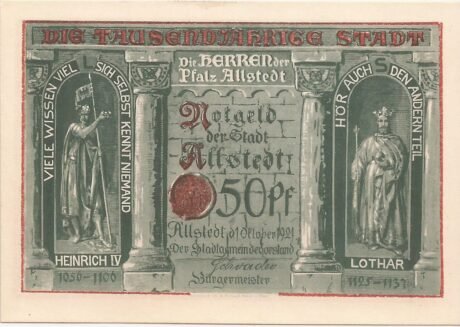 DIE TAUSENDJÄHRIGE STADT
Die HERREN der
Pfalz Allstedt
VIELE WISSEN VIEL
SICH SELBST KENNT NIEMAND
HÖR AUCH
DEN ANDERN TEIL
Notgeld
der Stadt
Allstedt
50 Pf
Allstedt, d. 1. Oktober 1921
Der Stadtgemeindevorstand
Bürgermeister
HEINRICH IV
1056-1106
LOTHAR
1125-1137